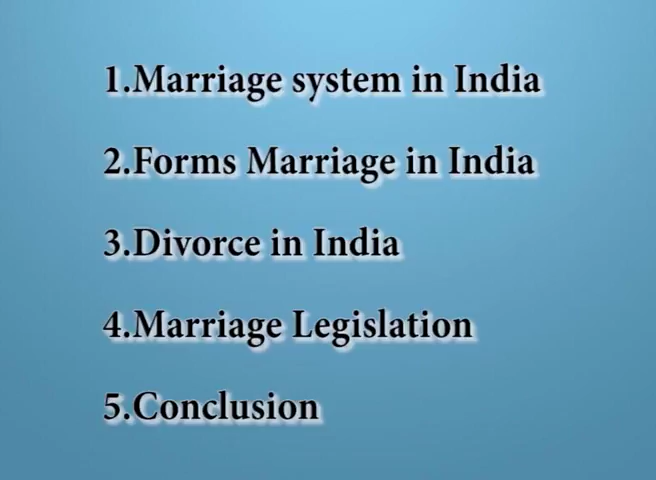 1.Marriage system in India
2.Forms Marriage in India
3.Divorce in India
4.Marriage Legislation
5.Conclusion